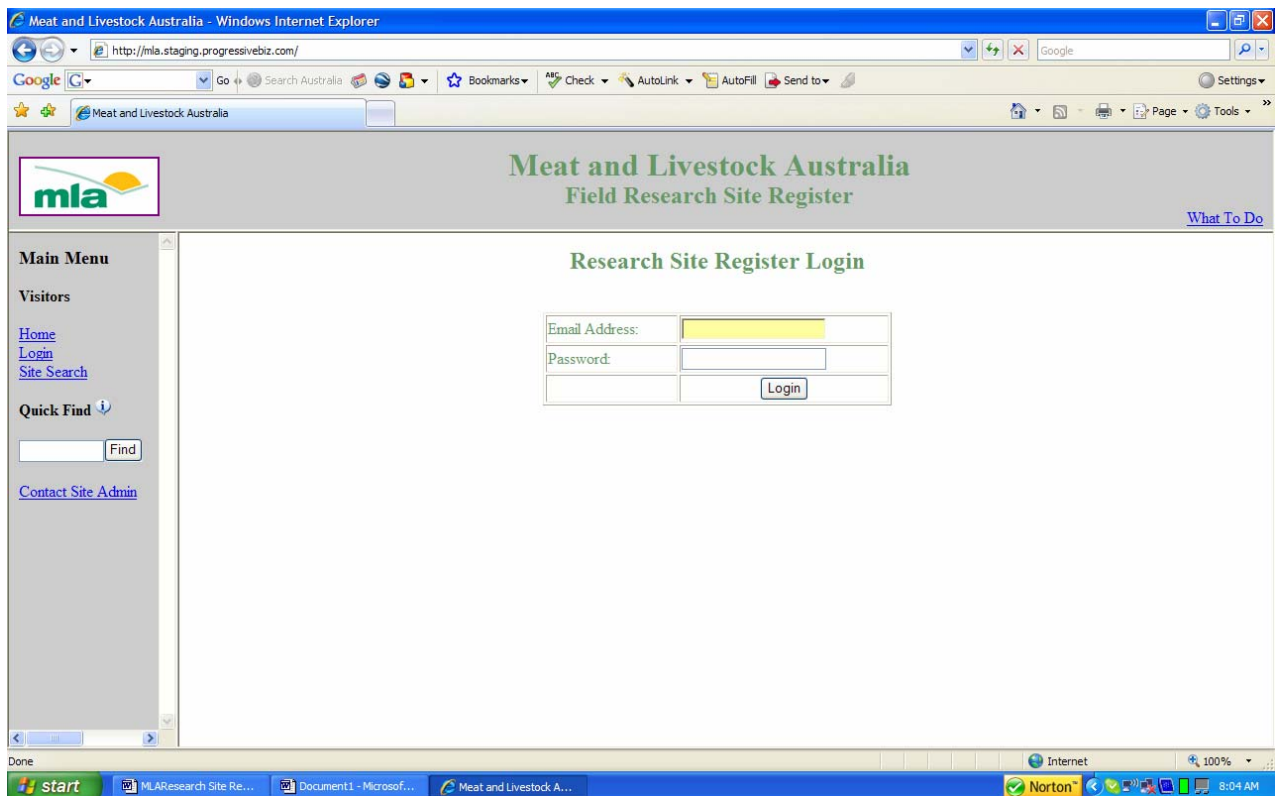 Meat and Livestock Australia - Windows Internet Explorer
http://mla.staging.progressivebiz.com/
Google
Google G Go Search Australia Bookmarks ABC Check AutoLink AutoFill Send to Settings
Meat and Livestock Australia Page Tools »
mla
Meat and Livestock Australia
Field Research Site Register
What To Do
Main Menu
Visitors
Home
Login
Site Search
Quick Find
Find
Contact Site Admin
Research Site Register Login
Email Address:
Password:
Login
Done Internet 100%
start MLAResearch Site Re... Document1 - Microsof... Meat and Livestock A... Norton™ 8:04 AM